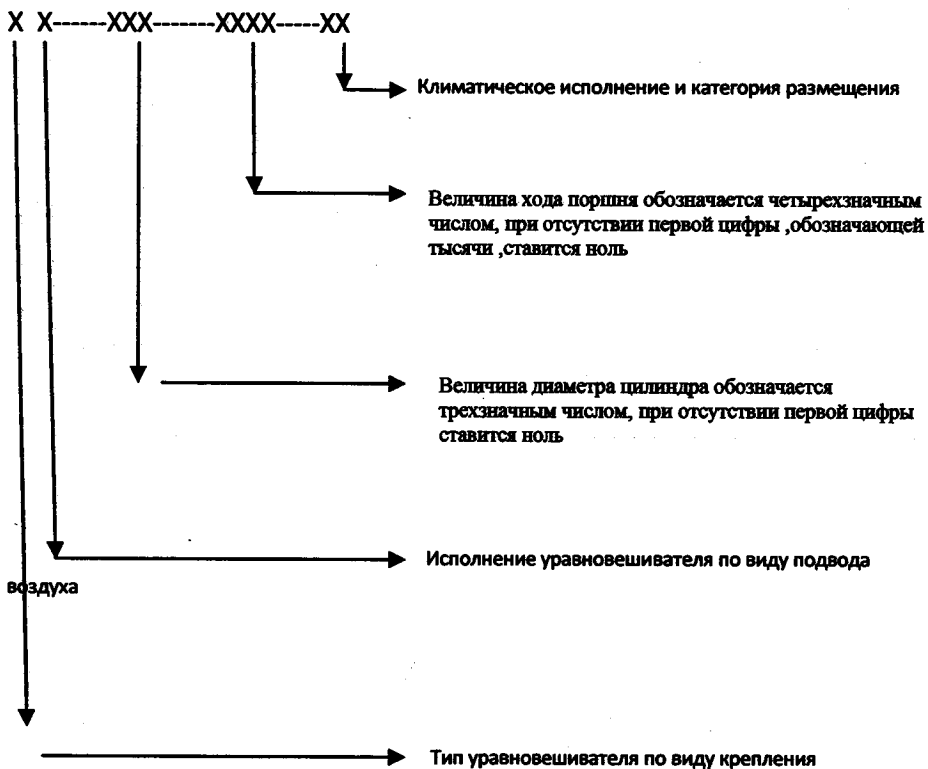 X X------XXX-------XXXX-----XX
Климатическое исполнение и категория размещения
Величина хода поршня обозначается четырехзначным
числом, при отсутствии первой цифры ,обозначающей
тысячи ,ставится ноль
Величина диаметра цилиндра обозначается
трехзначным числом, при отсутствии первой цифры
ставится ноль
Исполнение уравновешивателя по виду подвода
воздуха
Тип уравновешивателя по виду крепления